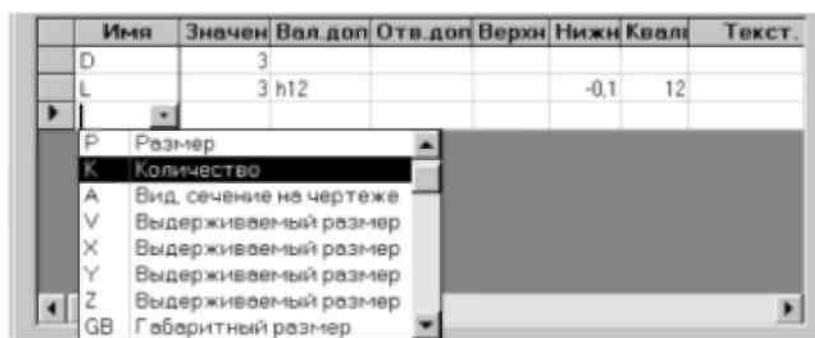 Имя Значен Вал.доп Отв.доп Верхн Нижн Квали Текст.
D 3
L 3 h12 -0,1 12
P Размер
K Количество
A Вид, сечение на чертеже
V Выдерживаемый размер
X Выдерживаемый размер
Y Выдерживаемый размер
Z Выдерживаемый размер
GB Габаритный размер